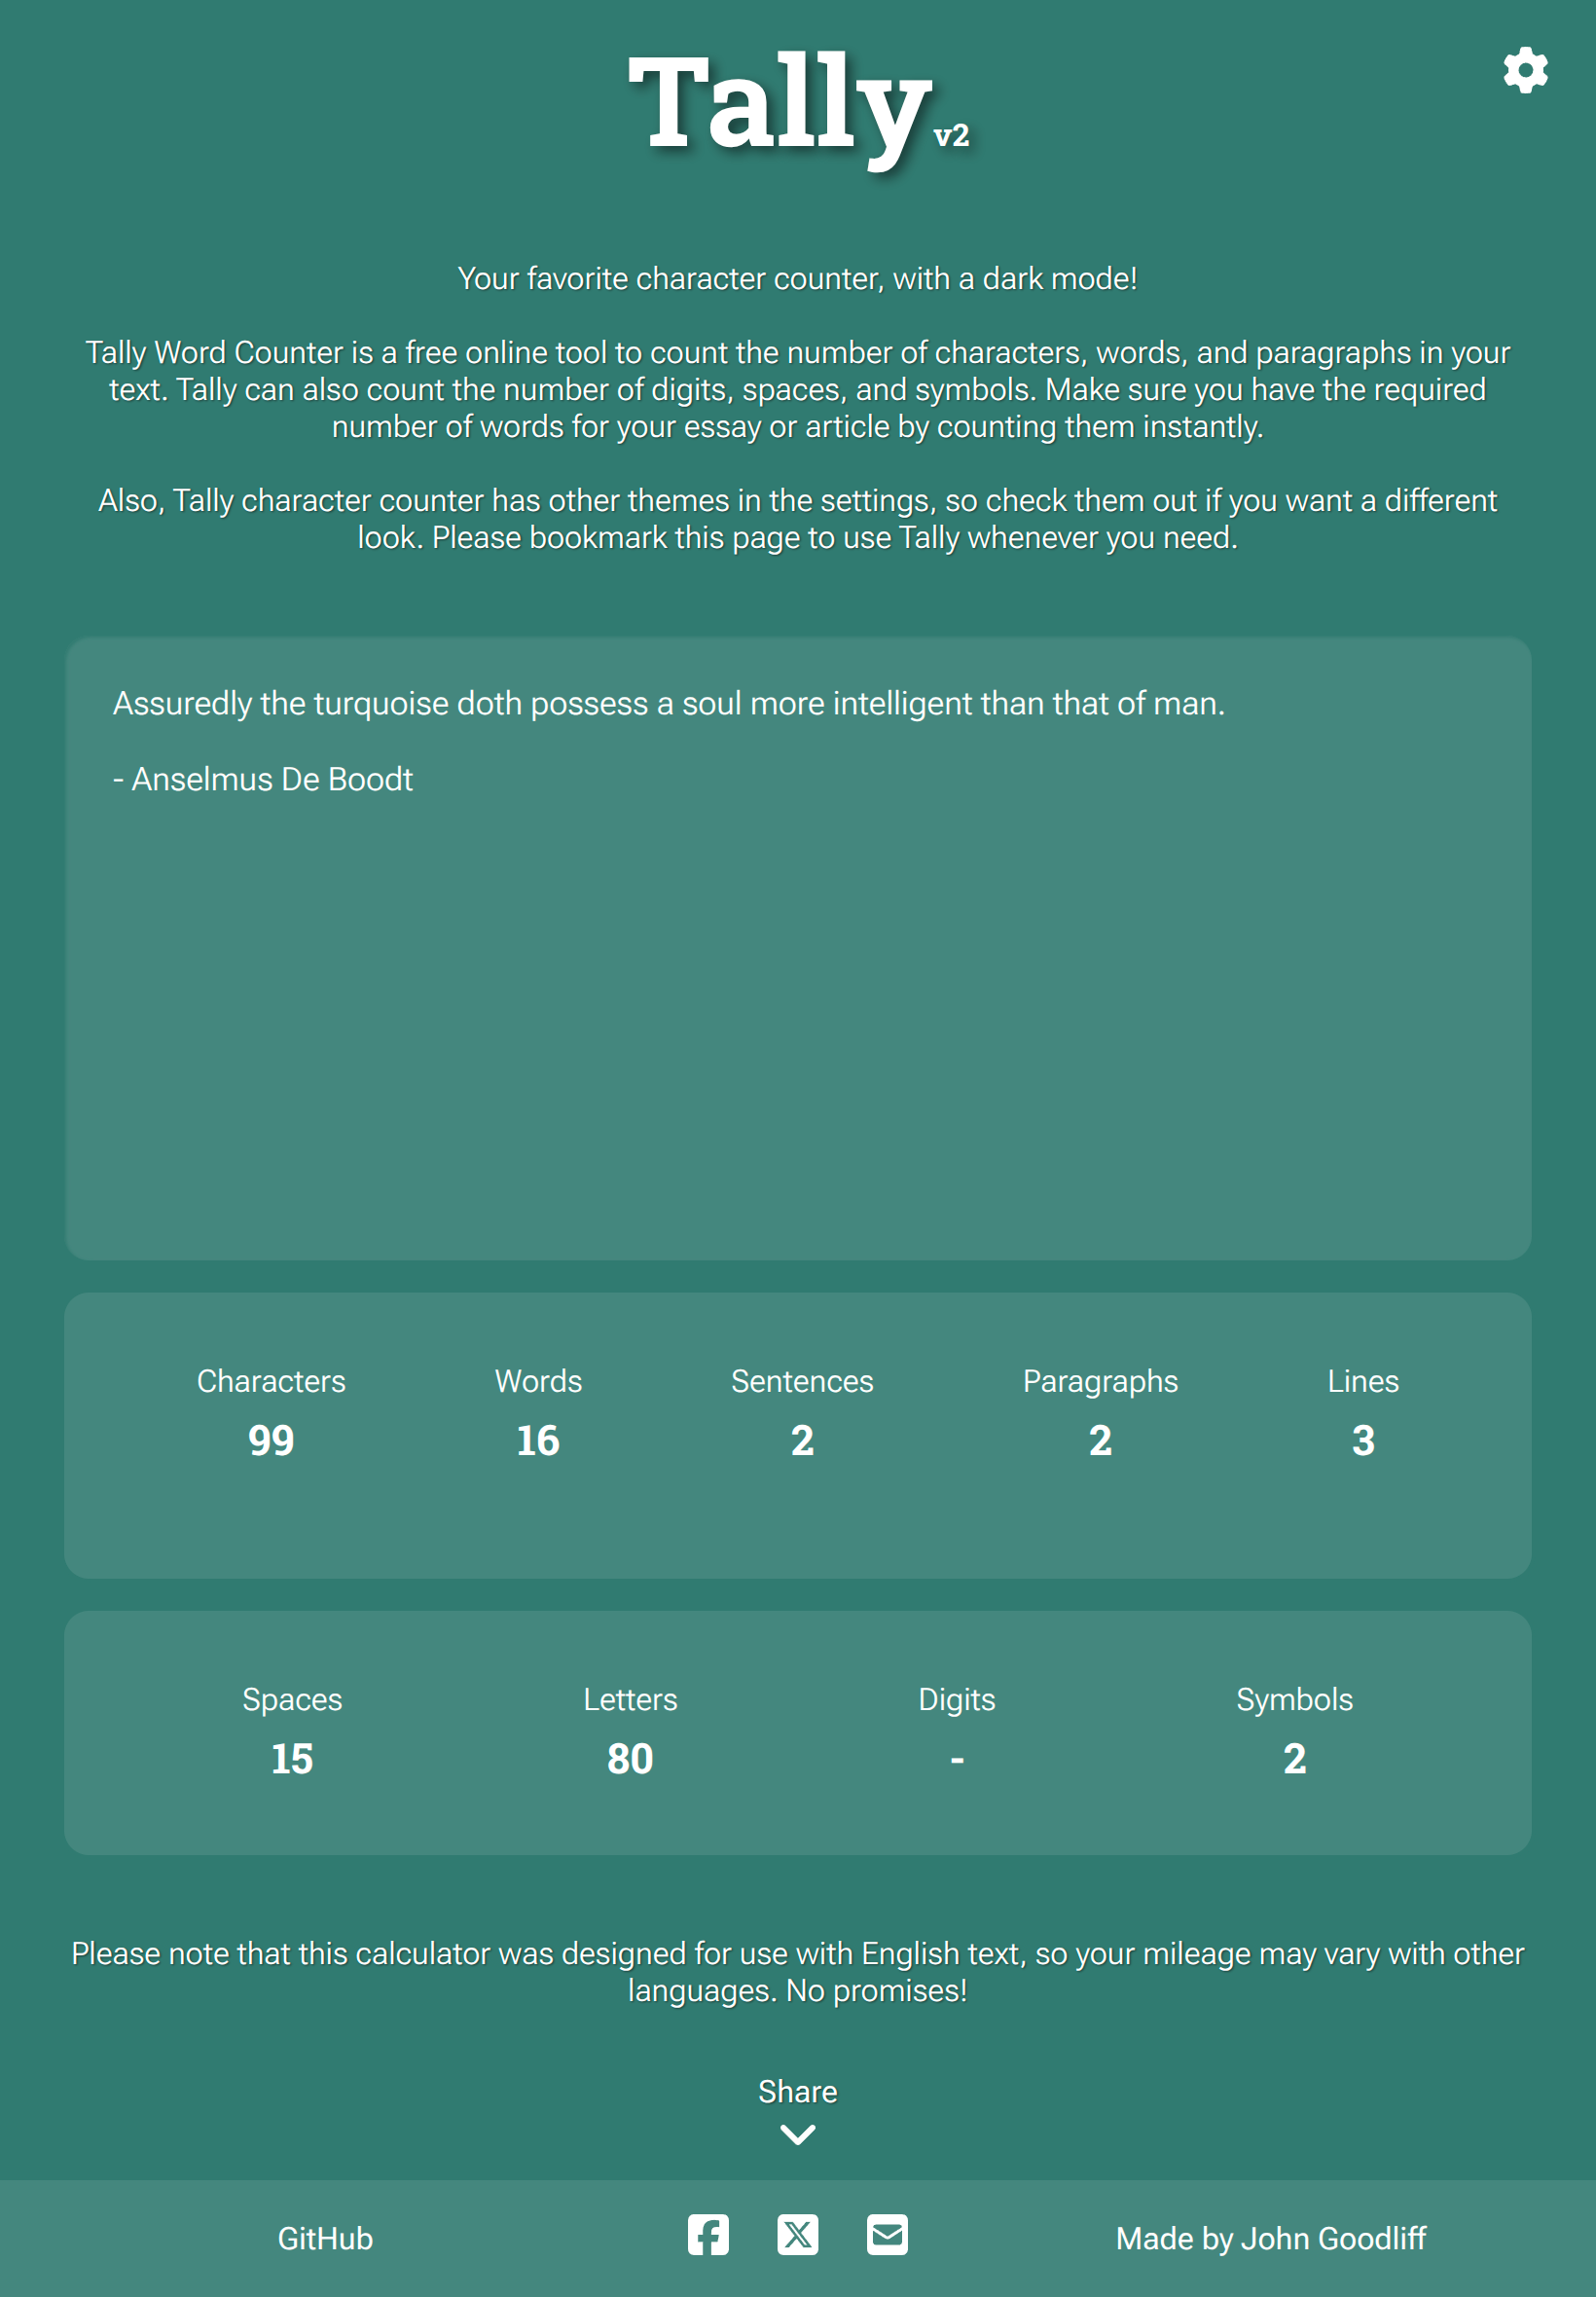 Tally v2
Your favorite character counter, with a dark mode!
Tally Word Counter is a free online tool to count the number of characters, words, and paragraphs in your
text. Tally can also count the number of digits, spaces, and symbols. Make sure you have the required
number of words for your essay or article by counting them instantly.
Also, Tally character counter has other themes in the settings, so check them out if you want a different
look. Please bookmark this page to use Tally whenever you need.
Assuredly the turquoise doth possess a soul more intelligent than that of man.
- Anselmus De Boodt
Characters Words Sentences Paragraphs Lines
99 16 2 2 3
Spaces Letters Digits Symbols
15 80 - 2
Please note that this calculator was designed for use with English text, so your mileage may vary with other
languages. No promises!
Share
GitHub Made by John Goodliff